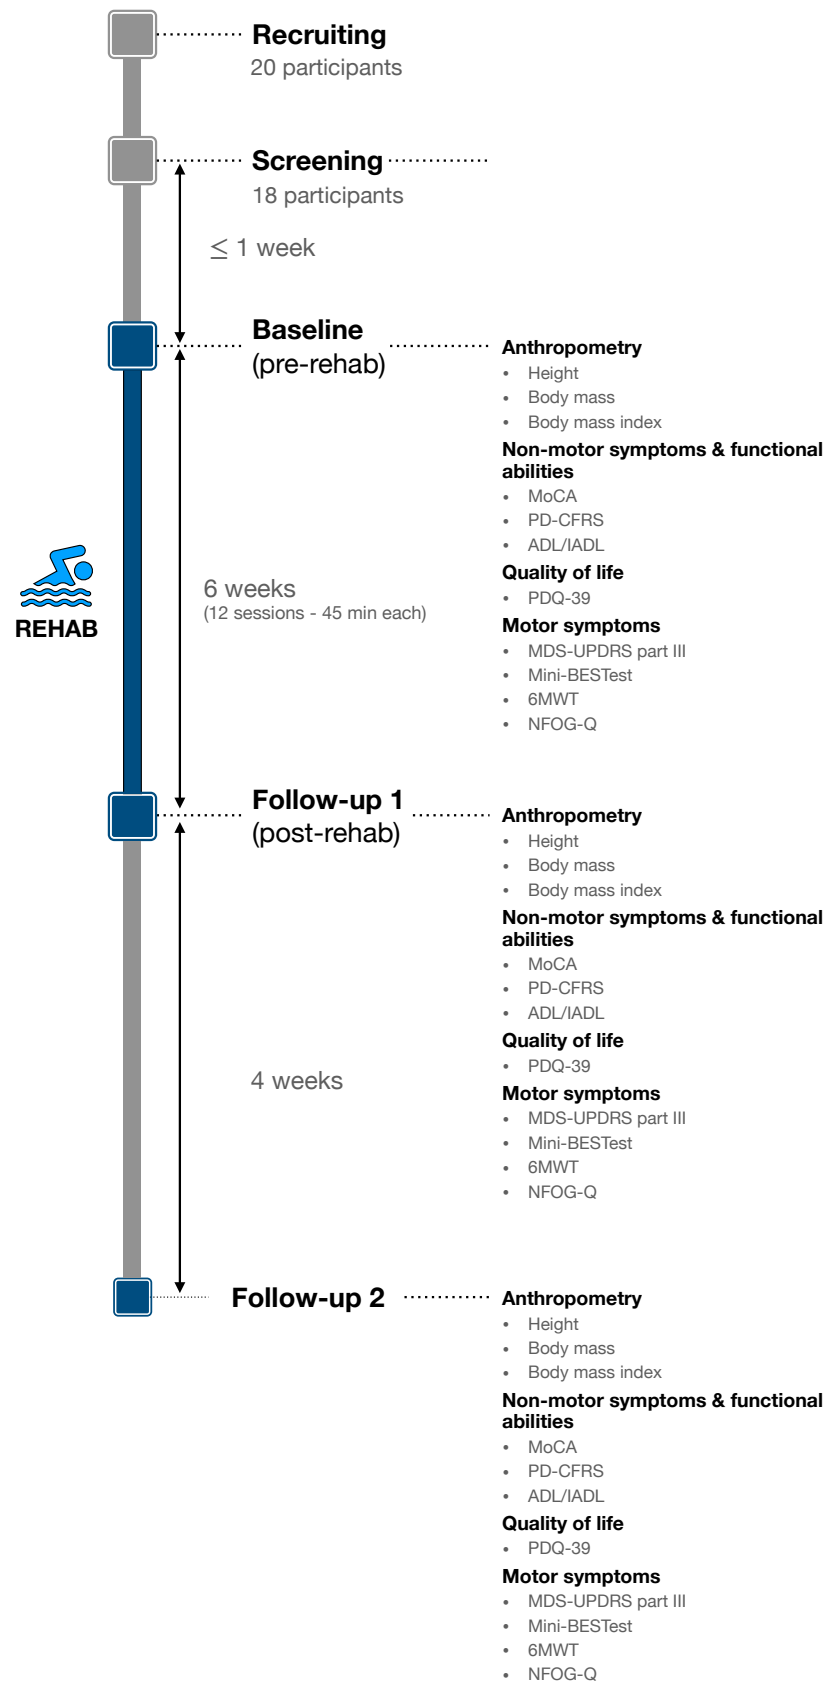 Recruiting
20 participants
Screening
18 participants
≤ 1 week
Baseline
(pre-rehab)
Anthropometry
• Height
• Body mass
• Body mass index
Non-motor symptoms & functional
abilities
• MoCA
• PD-CFRS
• ADL/IADL
Quality of life
• PDQ-39
Motor symptoms
• MDS-UPDRS part III
• Mini-BESTest
• 6MWT
• NFOG-Q
REHAB
6 weeks
(12 sessions - 45 min each)
Follow-up 1
(post-rehab)
Anthropometry
• Height
• Body mass
• Body mass index
Non-motor symptoms & functional
abilities
• MoCA
• PD-CFRS
• ADL/IADL
Quality of life
• PDQ-39
Motor symptoms
• MDS-UPDRS part III
• Mini-BESTest
• 6MWT
• NFOG-Q
4 weeks
Follow-up 2
Anthropometry
• Height
• Body mass
• Body mass index
Non-motor symptoms & functional
abilities
• MoCA
• PD-CFRS
• ADL/IADL
Quality of life
• PDQ-39
Motor symptoms
• MDS-UPDRS part III
• Mini-BESTest
• 6MWT
• NFOG-Q